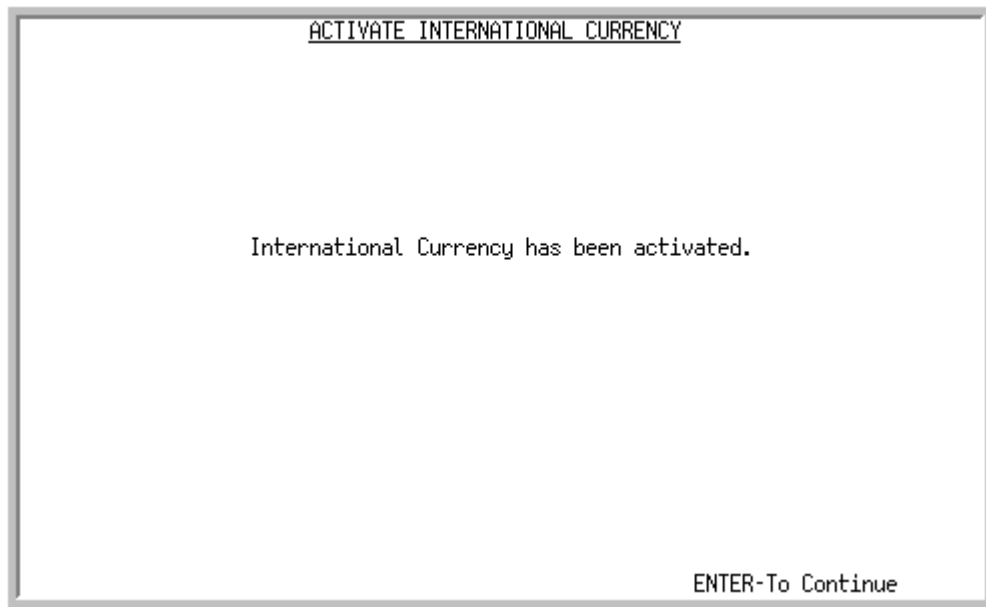 ACTIVATE INTERNATIONAL CURRENCY
International Currency has been activated.
ENTER-To Continue